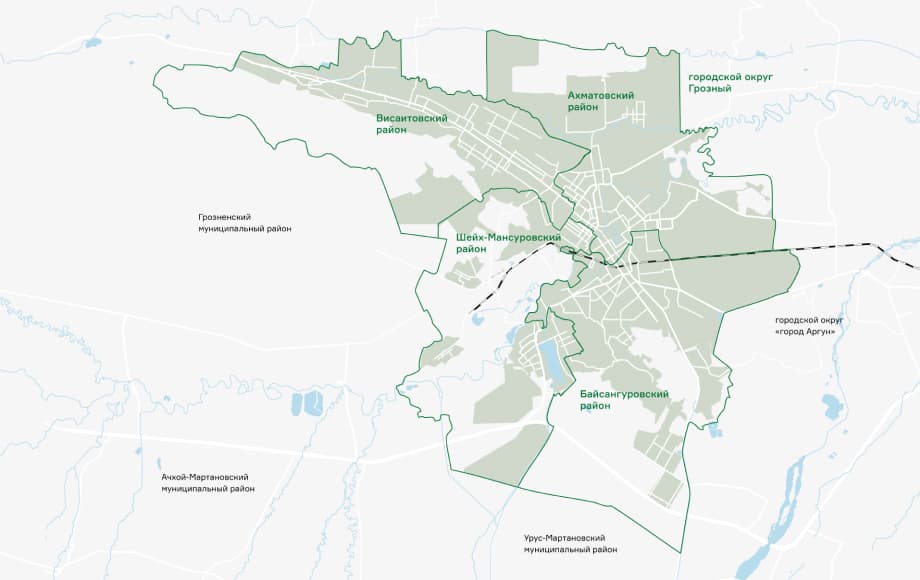 городской округ
Грозный
Ахматовский
район
Висаитовский
район
Грозненский
муниципальный район
Шейх-Мансуровский
район
городской округ
«город Аргун»
Байсангуровский
район
Ачхой-Мартановский
муниципальный район
Урус-Мартановский
муниципальный район